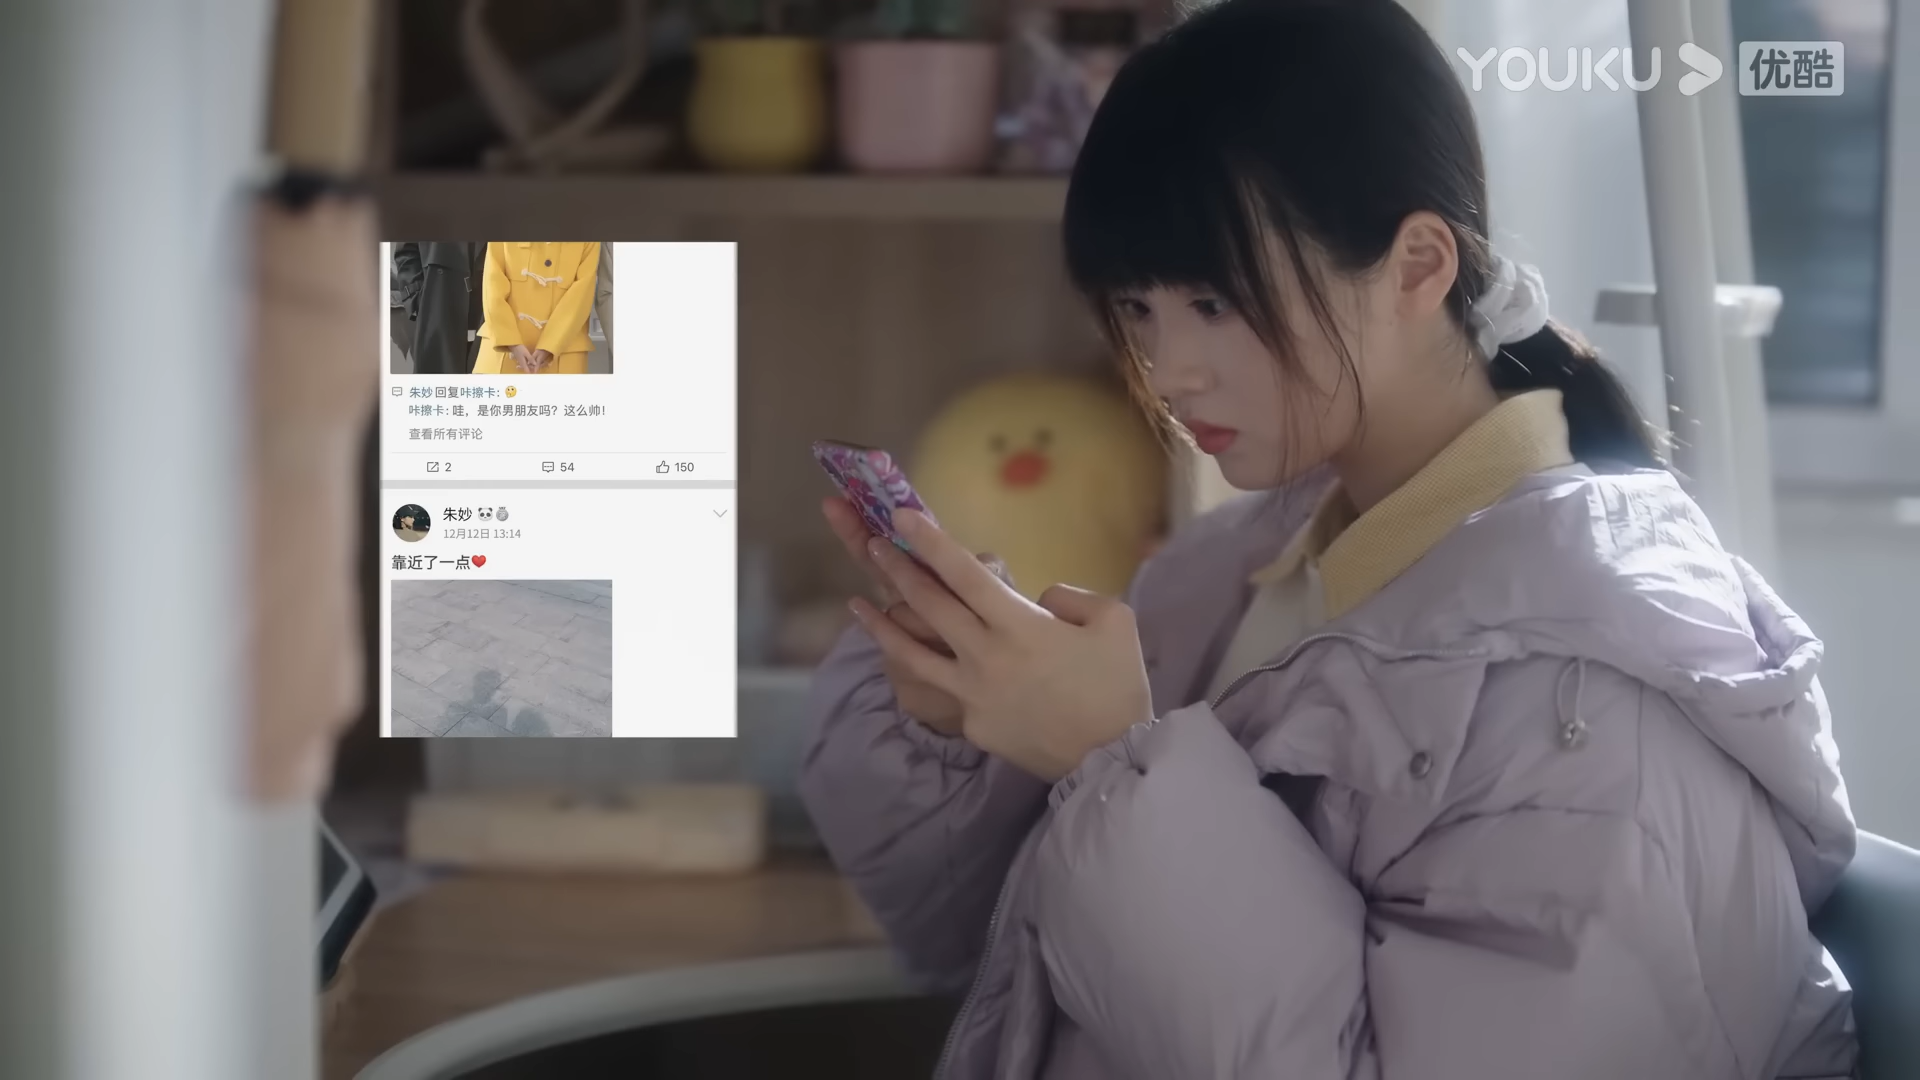 YOUKU 优酷
朱妙回复咔擦卡:🤔
咔擦卡: 哇，是你男朋友吗？这么帅！
查看所有评论
2 54 150
朱妙 🐼
12月12日 13:14
靠近了一点❤️